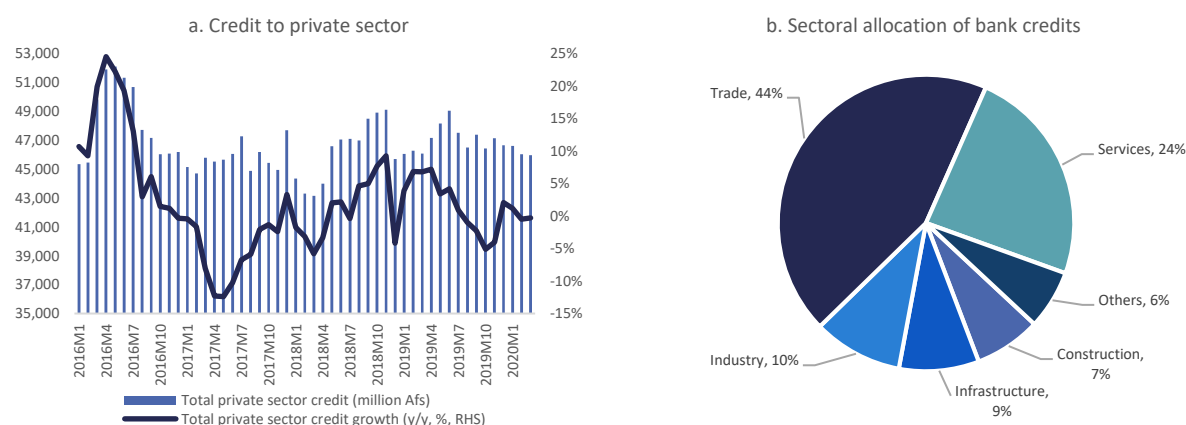 a. Credit to private sector
53,000
51,000
49,000
47,000
45,000
43,000
41,000
39,000
37,000
35,000
25%
20%
15%
10%
5%
0%
-5%
-10%
-15%
2016M1
2016M4
2016M7
2016M10
2017M1
2017M4
2017M7
2017M10
2018M1
2018M4
2018M7
2018M10
2019M1
2019M4
2019M7
2019M10
2020M1
Total private sector credit (million Afs)
Total private sector credit growth (y/y, %, RHS)
b. Sectoral allocation of bank credits
Trade, 44%
Services, 24%
Others, 6%
Construction,
7%
Infrastructure,
9%
Industry, 10%